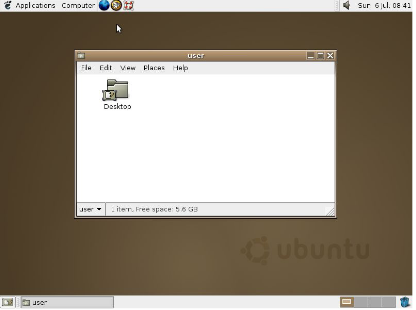 Applications Computer
Sun 6 Jul, 08:41
user
File Edit View Places Help
Desktop
user
1 item, Free space: 5.6 GB
ubuntu
user